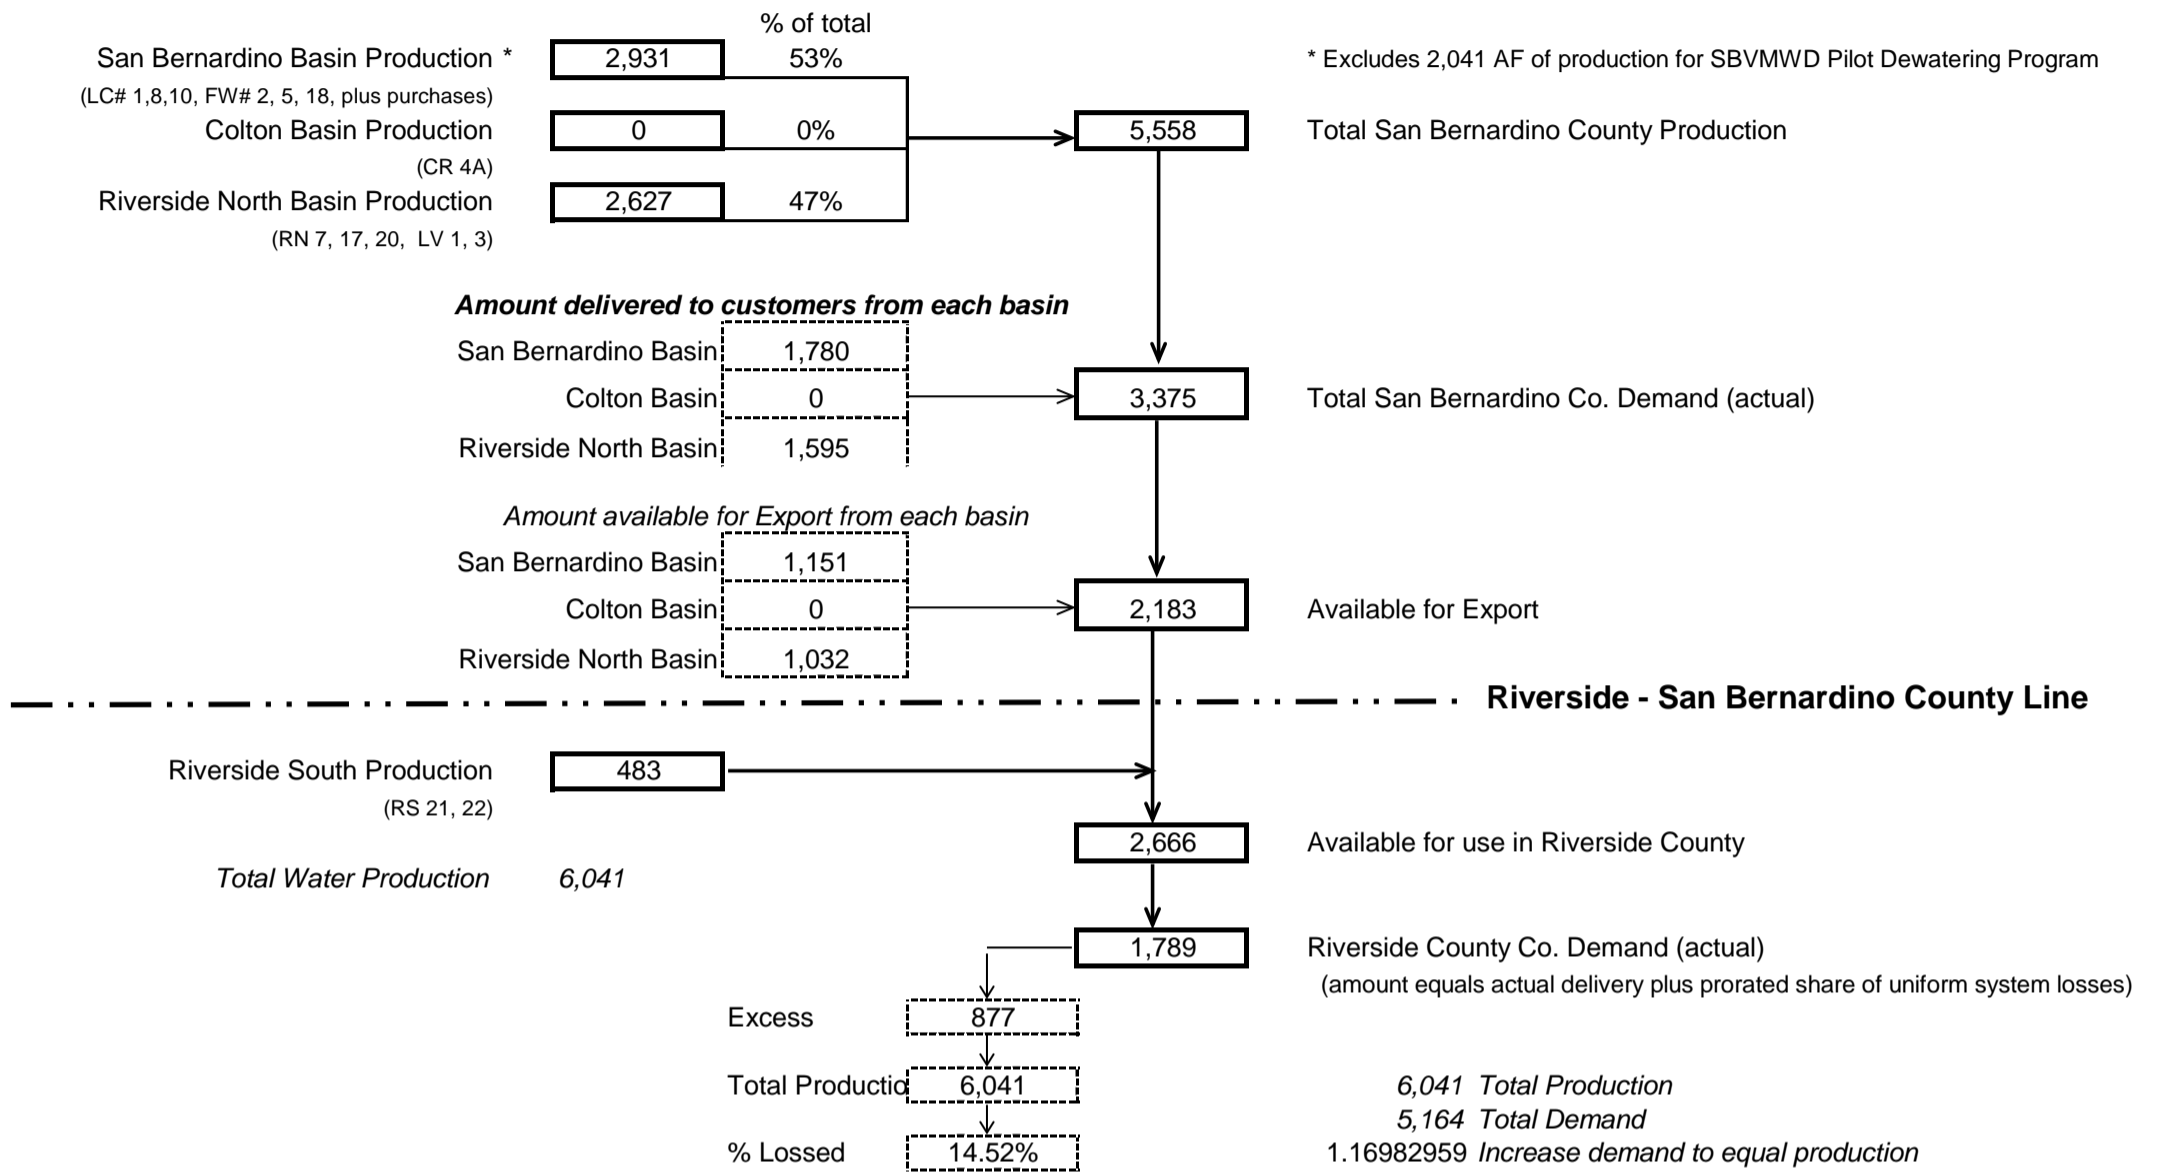 % of total
San Bernardino Basin Production * 2,931 53% * Excludes 2,041 AF of production for SBVMWD Pilot Dewatering Program
(LC# 1,8,10, FW# 2, 5, 18, plus purchases)
Colton Basin Production 0 0% 5,558 Total San Bernardino County Production
(CR 4A)
Riverside North Basin Production 2,627 47%
(RN 7, 17, 20, LV 1, 3)
Amount delivered to customers from each basin
San Bernardino Basin 1,780
Colton Basin 0 3,375 Total San Bernardino Co. Demand (actual)
Riverside North Basin 1,595
Amount available for Export from each basin
San Bernardino Basin 1,151
Colton Basin 0 2,183 Available for Export
Riverside North Basin 1,032
Riverside - San Bernardino County Line
Riverside South Production 483
(RS 21, 22)
2,666 Available for use in Riverside County
Total Water Production 6,041
1,789 Riverside County Co. Demand (actual)
(amount equals actual delivery plus prorated share of uniform system losses)
Excess 877
Total Productio 6,041 6,041 Total Production
5,164 Total Demand
% Lossed 14.52% 1.16982959 Increase demand to equal production